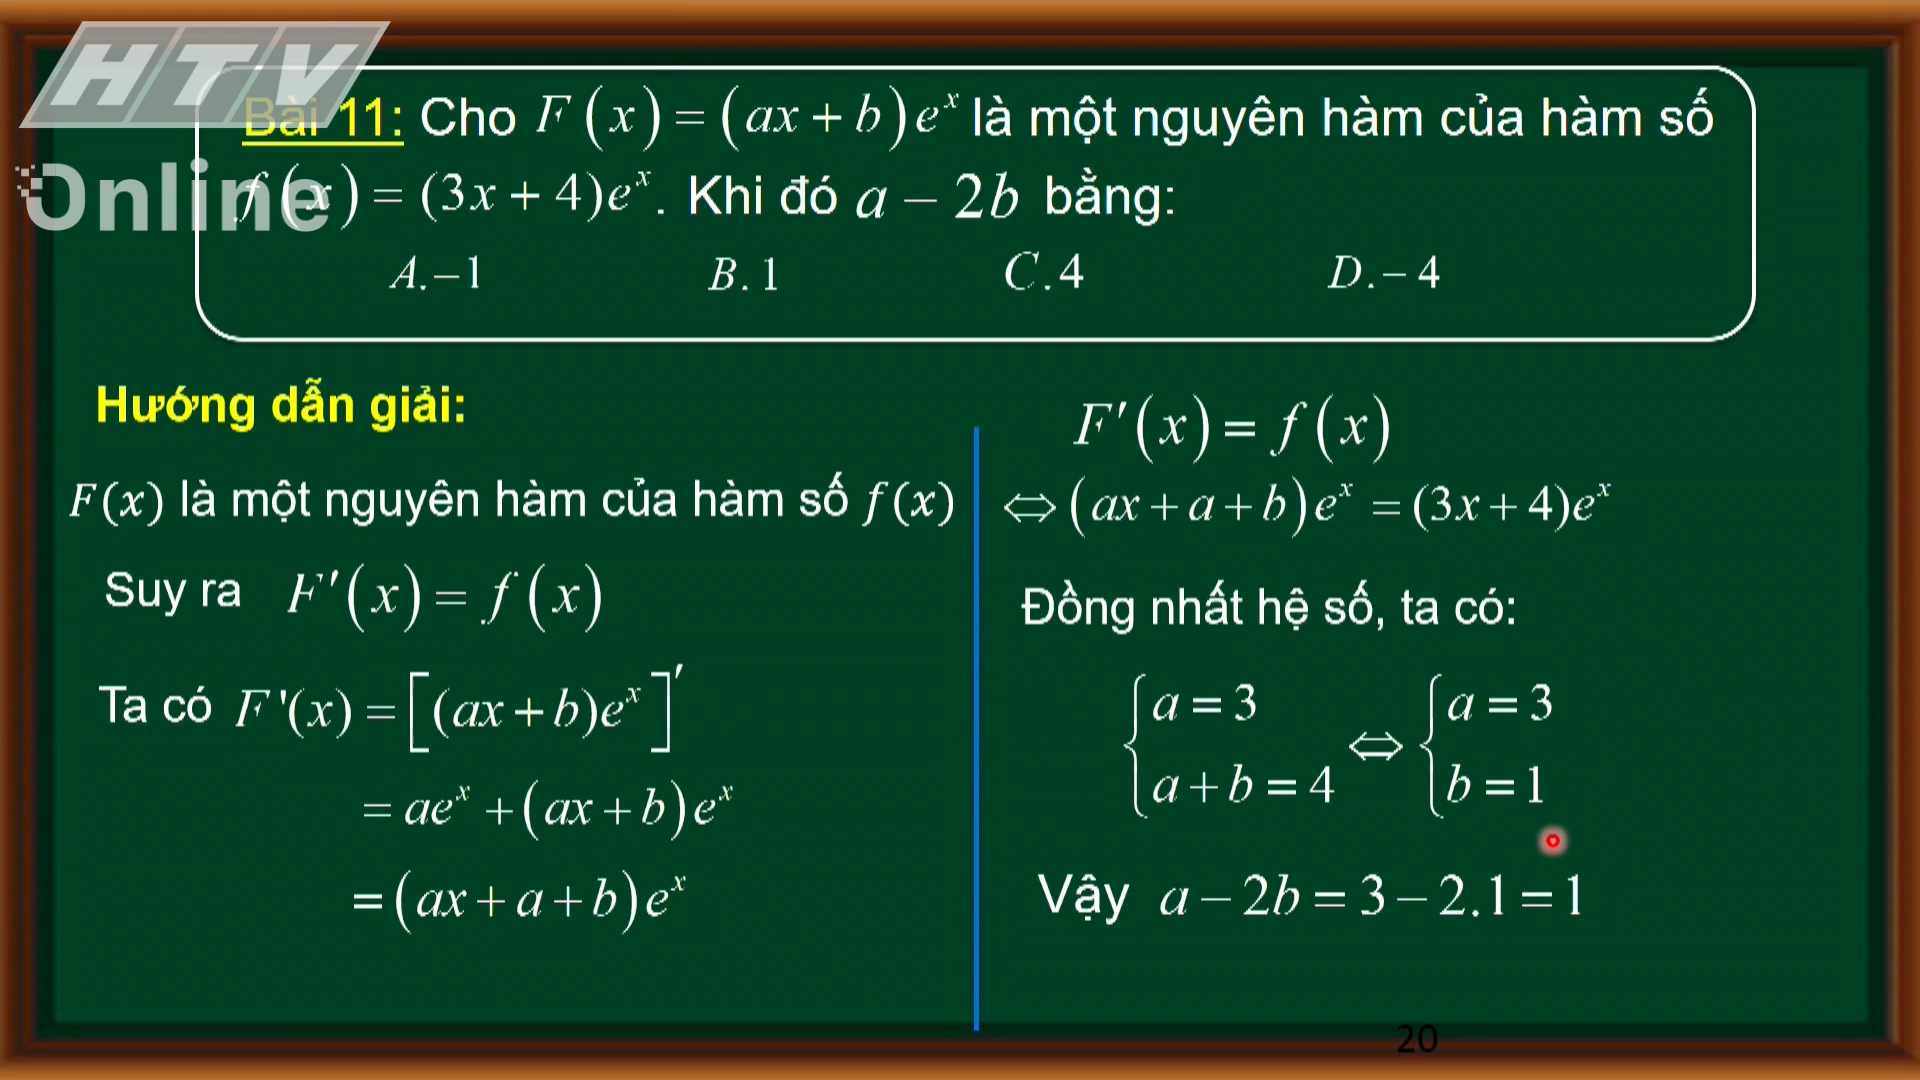 HTV
Online
Bài 11: Cho F(x) = (ax + b)e^x là một nguyên hàm của hàm số
f(x) = (3x + 4)e^x. Khi đó a − 2b bằng:
A. −1 B. 1 C. 4 D. − 4
Hướng dẫn giải:
F(x) là một nguyên hàm của hàm số f(x)
Suy ra F′(x) = f(x)
Ta có F'(x) = [(ax + b)e^x]′
= ae^x + (ax + b)e^x
= (ax + a + b)e^x
F′(x) = f(x)
⇔ (ax + a + b)e^x = (3x + 4)e^x
Đồng nhất hệ số, ta có:
{ a = 3 ⇔ { a = 3
a + b = 4 b = 1
Vậy a − 2b = 3 − 2.1 = 1
20